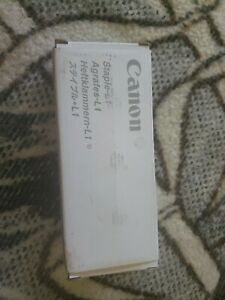 Canon
Staple-L1
Agrafes-L1
Heftklammern-L1
ステイプル・L1